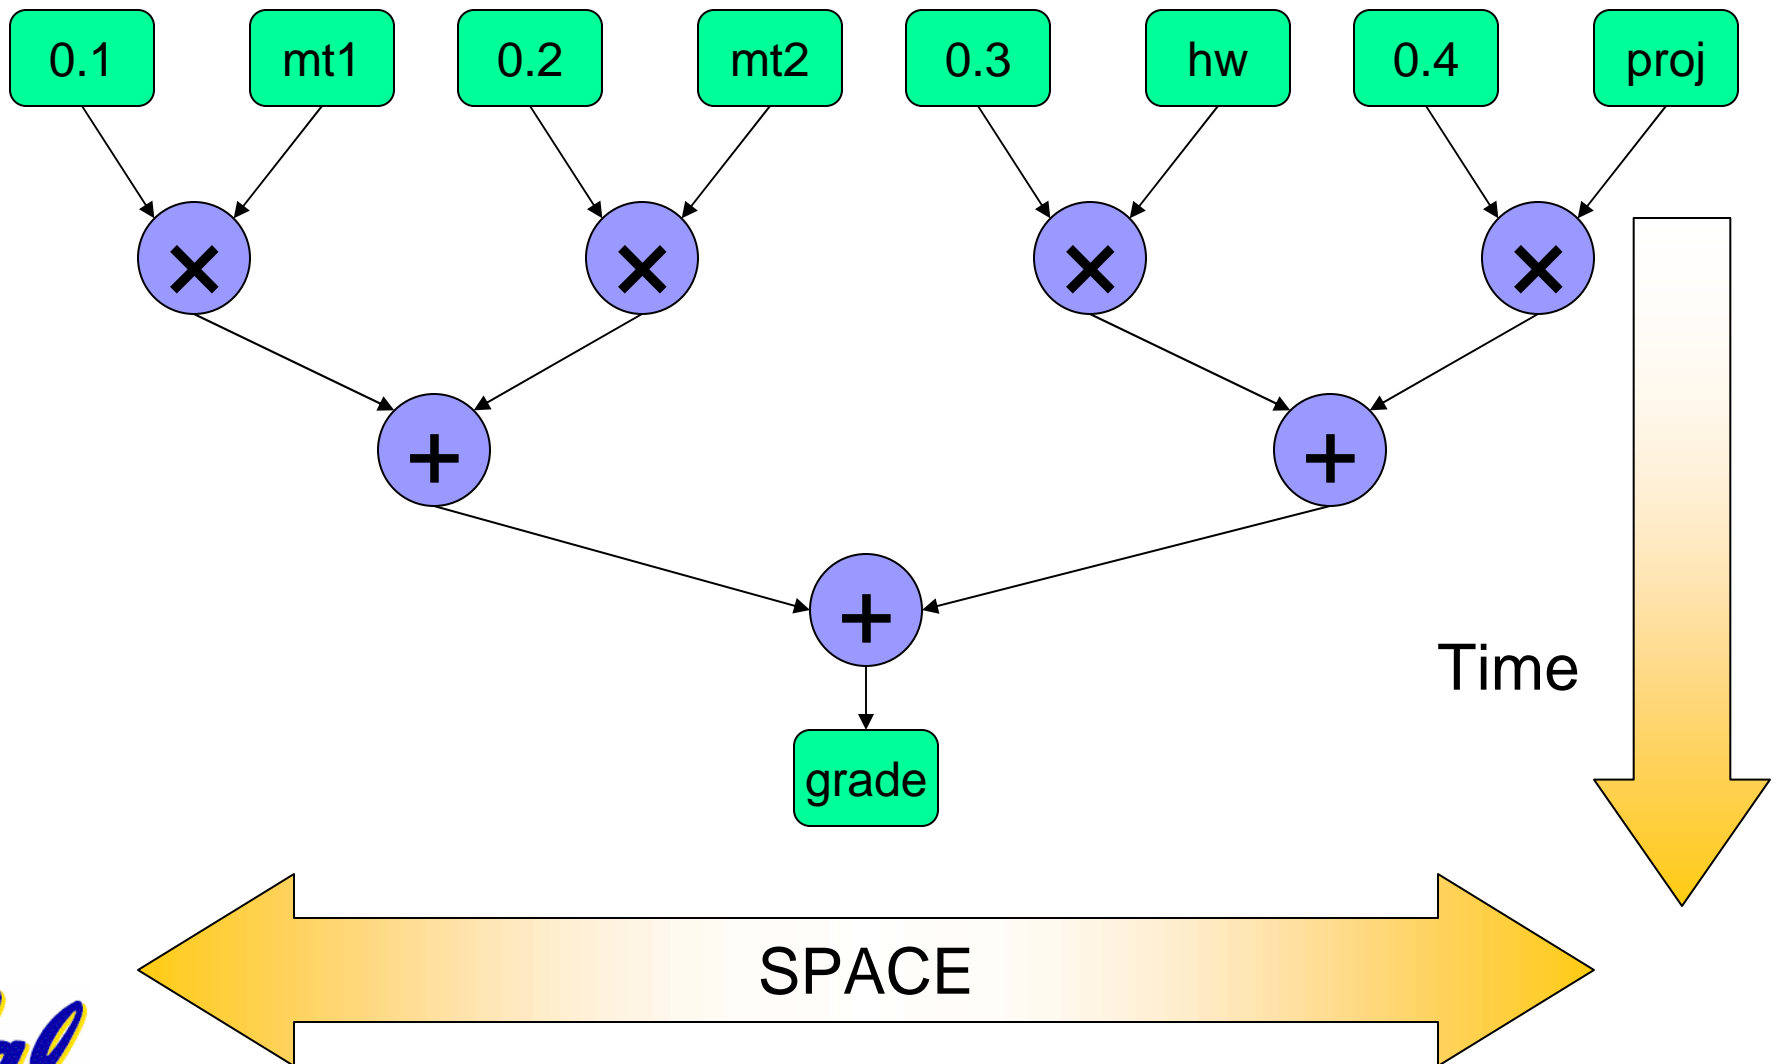 0.1 mt1 0.2 mt2 0.3 hw 0.4 proj
× × × ×
+ +
+
Time
grade
SPACE